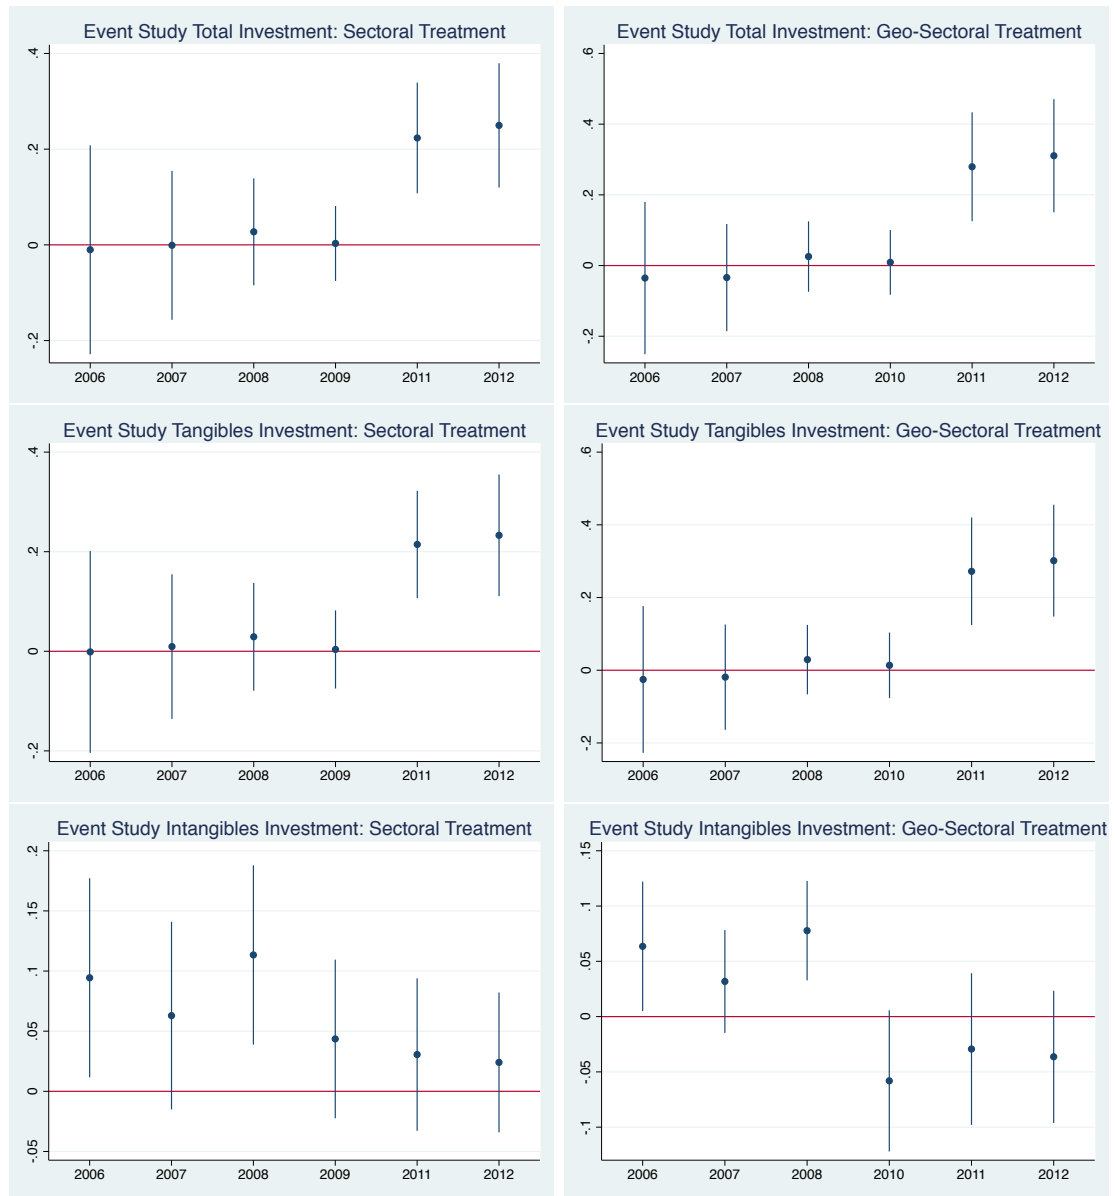 Event Study Total Investment: Sectoral Treatment
.4
.2
0
-.2
2006 2007 2008 2009 2011 2012
Event Study Total Investment: Geo-Sectoral Treatment
.6
.4
.2
0
-.2
2006 2007 2008 2010 2011 2012
Event Study Tangibles Investment: Sectoral Treatment
.4
.2
0
-.2
2006 2007 2008 2009 2011 2012
Event Study Tangibles Investment: Geo-Sectoral Treatment
.6
.4
.2
0
-.2
2006 2007 2008 2010 2011 2012
Event Study Intangibles Investment: Sectoral Treatment
.2
.15
.1
.05
0
-.05
2006 2007 2008 2009 2011 2012
Event Study Intangibles Investment: Geo-Sectoral Treatment
.15
.1
.05
0
-.05
-.1
2006 2007 2008 2010 2011 2012